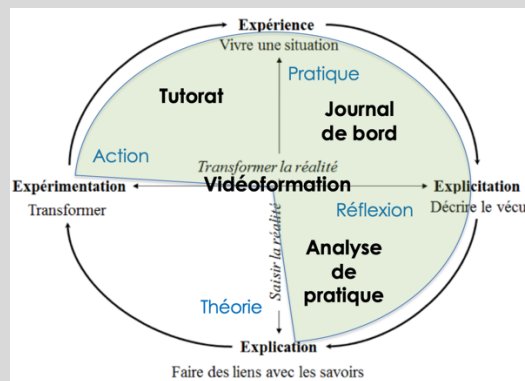 Expérience
Vivre une situation
Pratique
Tutorat
Journal
de bord
Action
Transformer la réalité
Expérimentation
Vidéoformation
Explicitation
Transformer
Réflexion
Décrire le vécu
Saisir la réalité
Analyse
de
pratique
Théorie
Explication
Faire des liens avec les savoirs